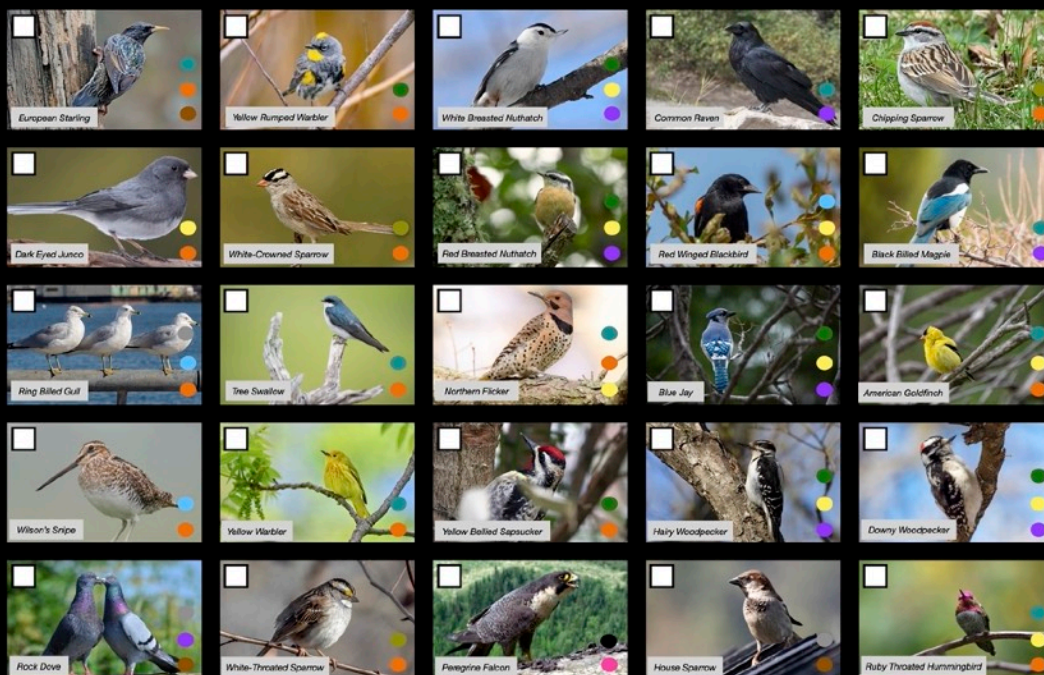 European Starling
Yellow Rumped Warbler
White Breasted Nuthatch
Common Raven
Chipping Sparrow
Dark Eyed Junco
White-Crowned Sparrow
Red Breasted Nuthatch
Red Winged Blackbird
Black Billed Magpie
Ring Billed Gull
Tree Swallow
Northern Flicker
Blue Jay
American Goldfinch
Wilson's Snipe
Yellow Warbler
Yellow Bellied Sapsucker
Hairy Woodpecker
Downy Woodpecker
Rock Dove
White-Throated Sparrow
Peregrine Falcon
House Sparrow
Ruby Throated Hummingbird